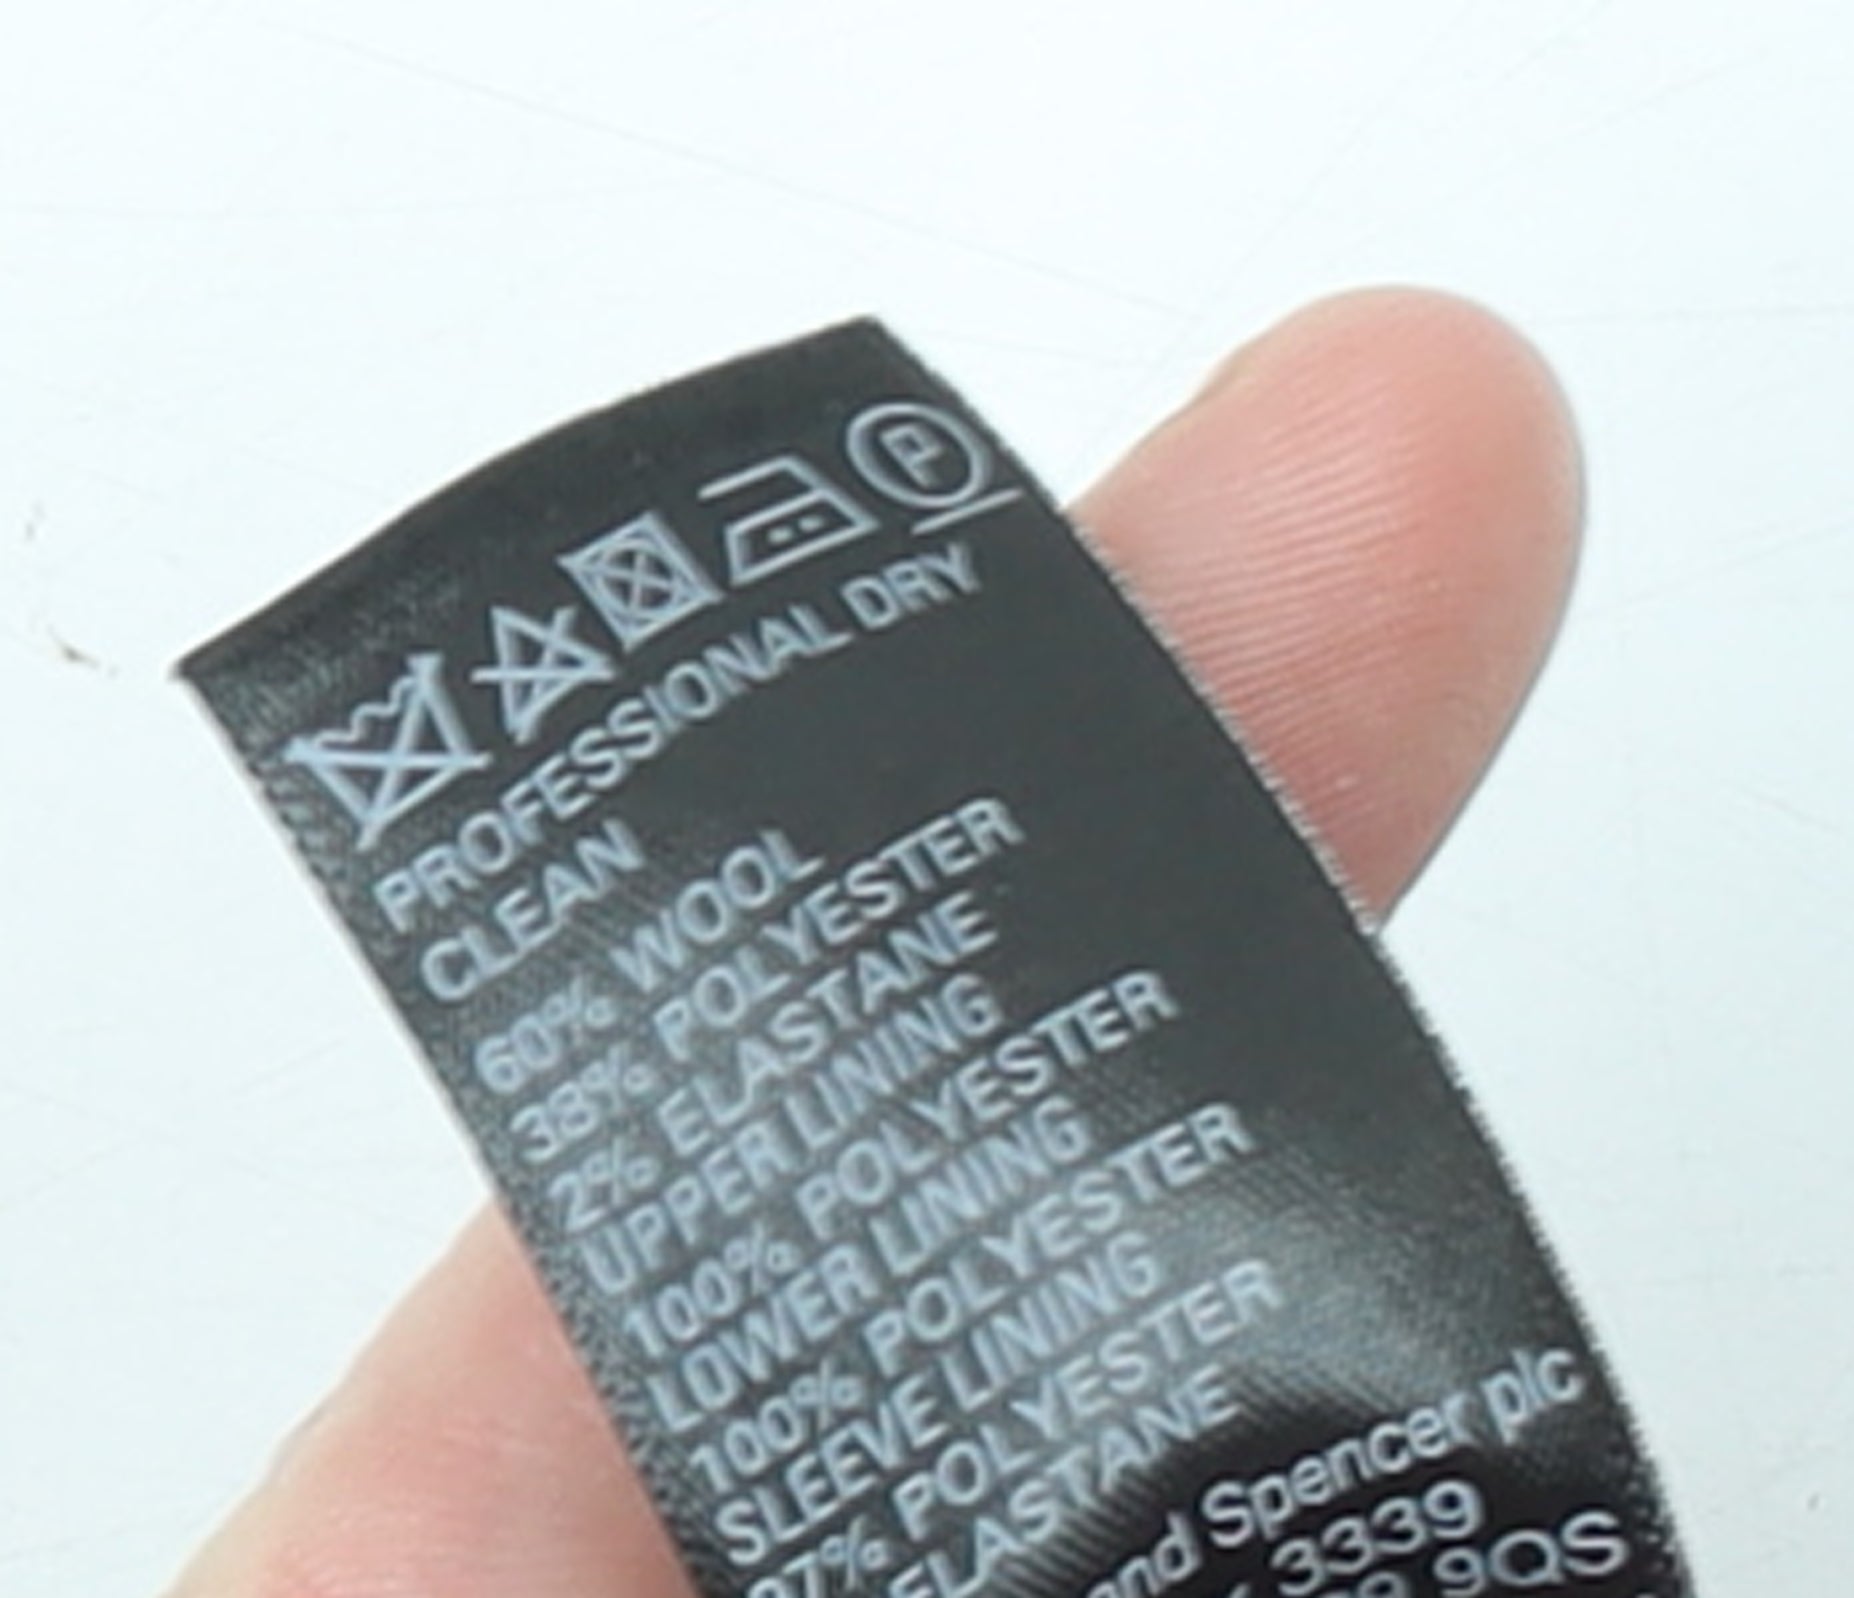 P
PROFESSIONAL DRY
CLEAN
60% WOOL
38% POLYESTER
2% ELASTANE
UPPER LINING
100% POLYESTER
LOWER LINING
100% POLYESTER
SLEEVE LINING
97% POLYESTER
ELASTANE
and Spencer plc
3339
9QS